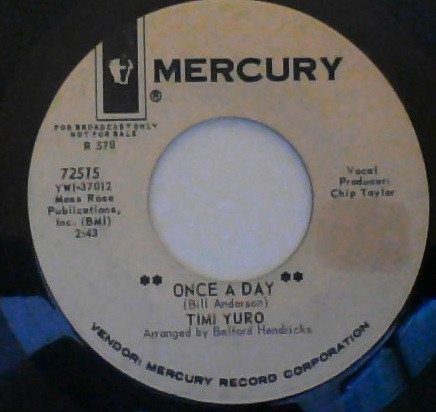 MERCURY
®
FOR BROADCAST ONLY
NOT FOR SALE
R 570
72515
YW1-37012
Moss Rose
Publications,
Inc. (BMI)
2:43
Vocal
Producer:
Chip Taylor
** ONCE A DAY **
(Bill Anderson)
TIMI YURO
Arranged by Belford Hendricks
VENDOR: MERCURY RECORD CORPORATION